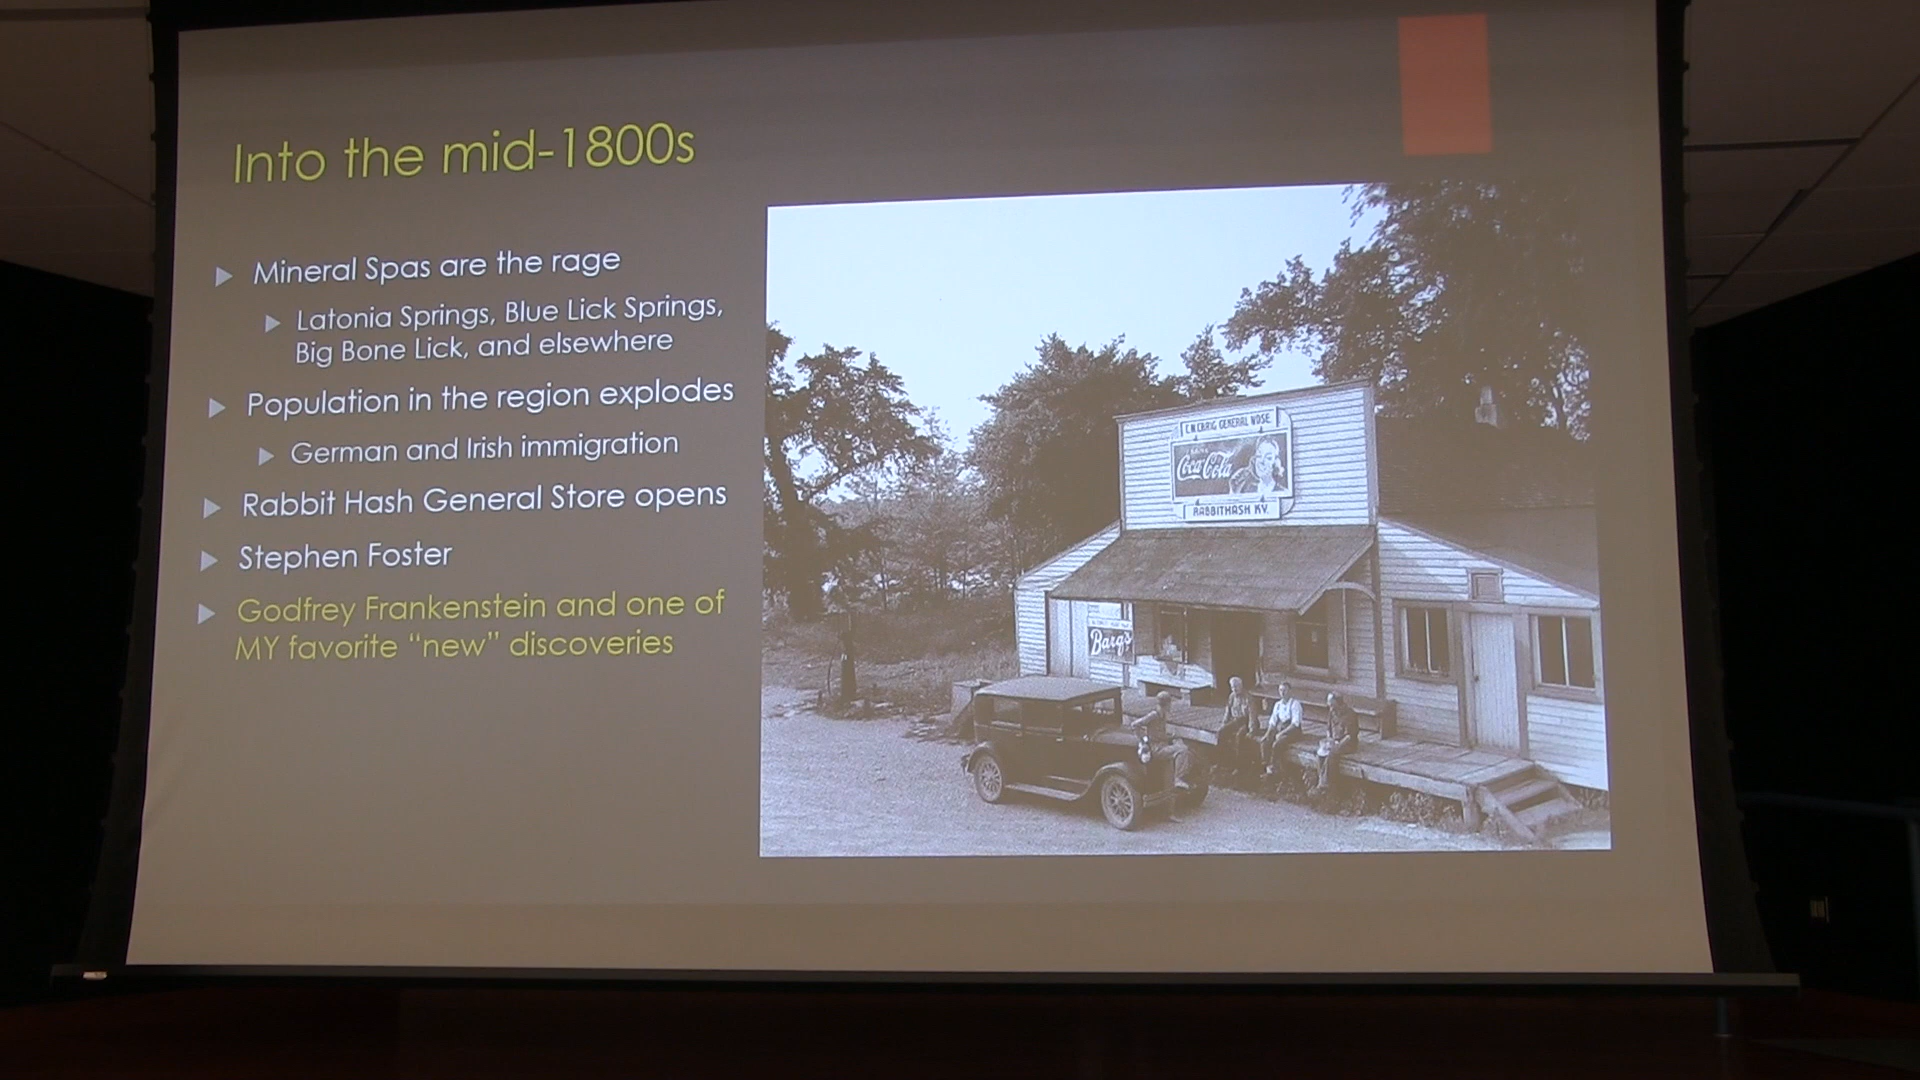 Into the mid-1800s
Mineral Spas are the rage
Latonia Springs, Blue Lick Springs,
Big Bone Lick, and elsewhere
Population in the region explodes
German and Irish immigration
Rabbit Hash General Store opens
Stephen Foster
Godfrey Frankenstein and one of
MY favorite “new” discoveries
C.W. CRAIG GENERAL MDSE.
Coca-Cola
RABBITHASH KY.
Barq's